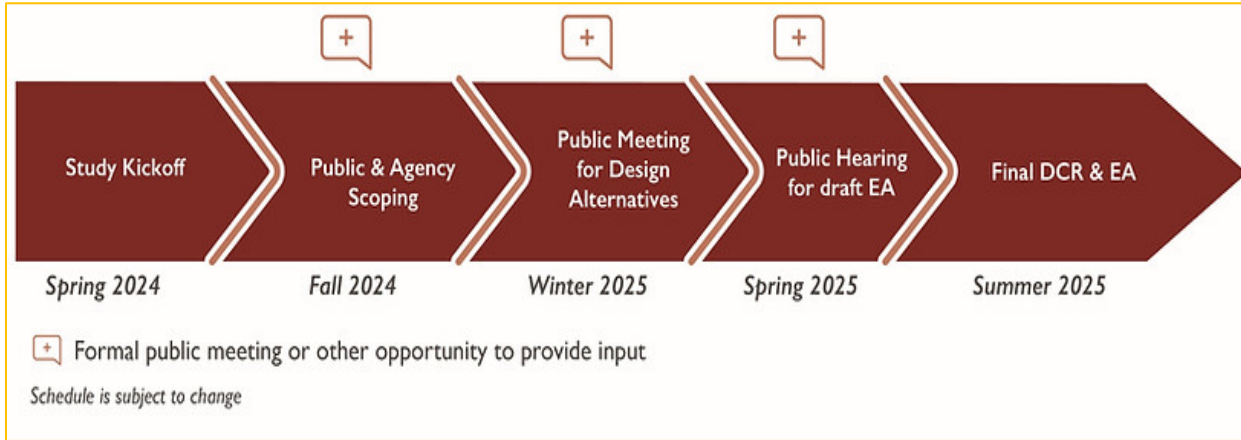 Study Kickoff
Public & Agency
Scoping
Public Meeting
for Design
Alternatives
Public Hearing
for draft EA
Final DCR & EA
Spring 2024
Fall 2024
Winter 2025
Spring 2025
Summer 2025
Formal public meeting or other opportunity to provide input
Schedule is subject to change